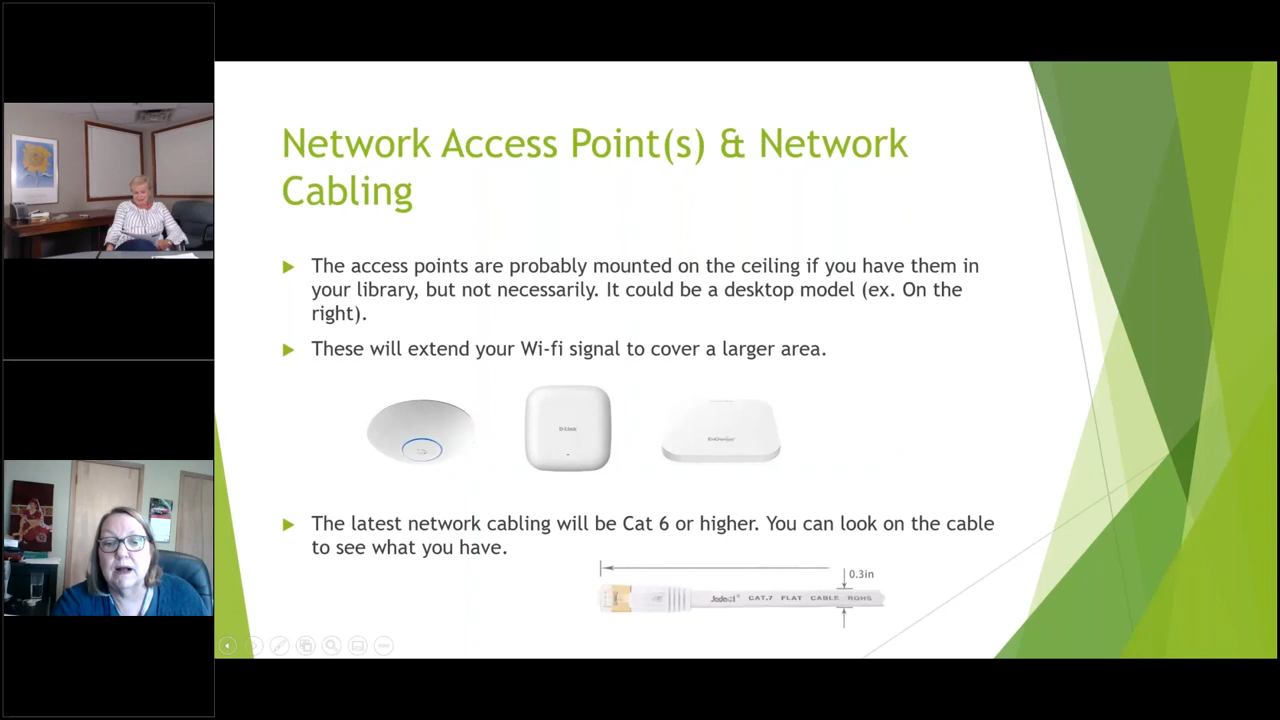 Network Access Point(s) & Network
Cabling
The access points are probably mounted on the ceiling if you have them in
your library, but not necessarily. It could be a desktop model (ex. On the
right).
These will extend your Wi-fi signal to cover a larger area.
D-Link
EnGenius
The latest network cabling will be Cat 6 or higher. You can look on the cable
to see what you have.
0.3in
Jadaol® CAT.7 FLAT CABLE ROHS